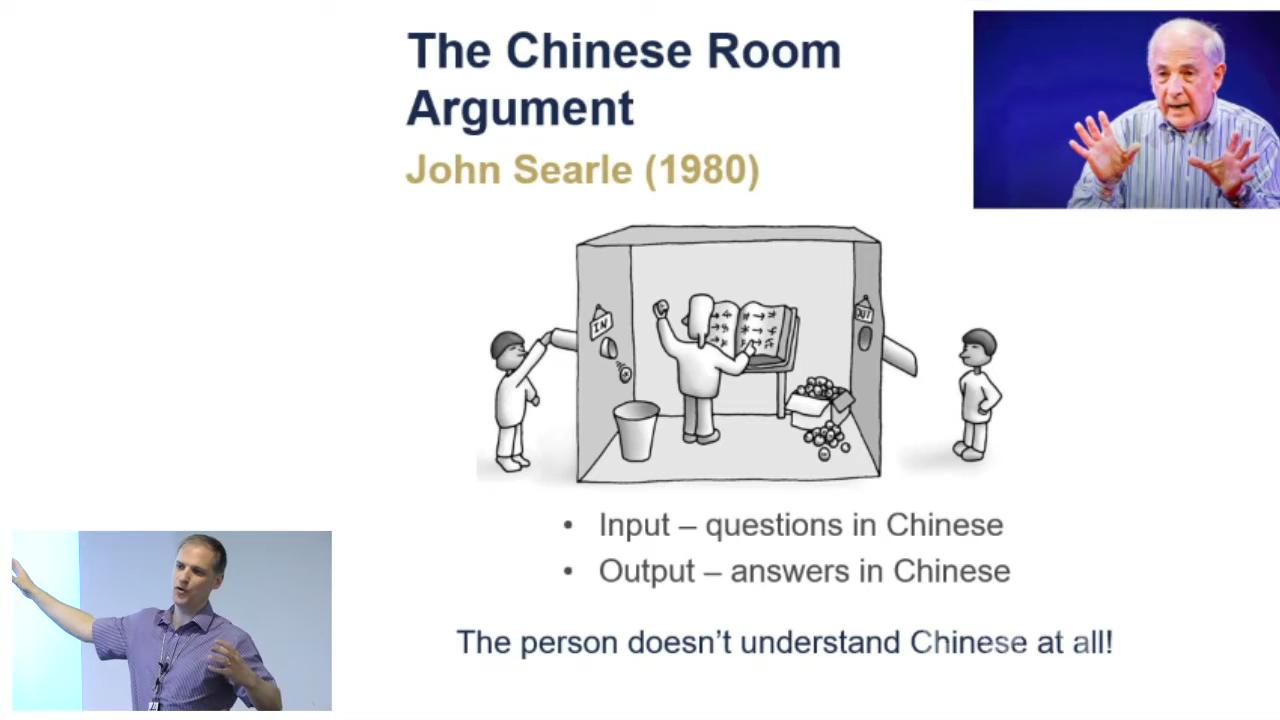 The Chinese Room
Argument
John Searle (1980)
IN
OUT
• Input – questions in Chinese
• Output – answers in Chinese
The person doesn't understand Chinese at all!